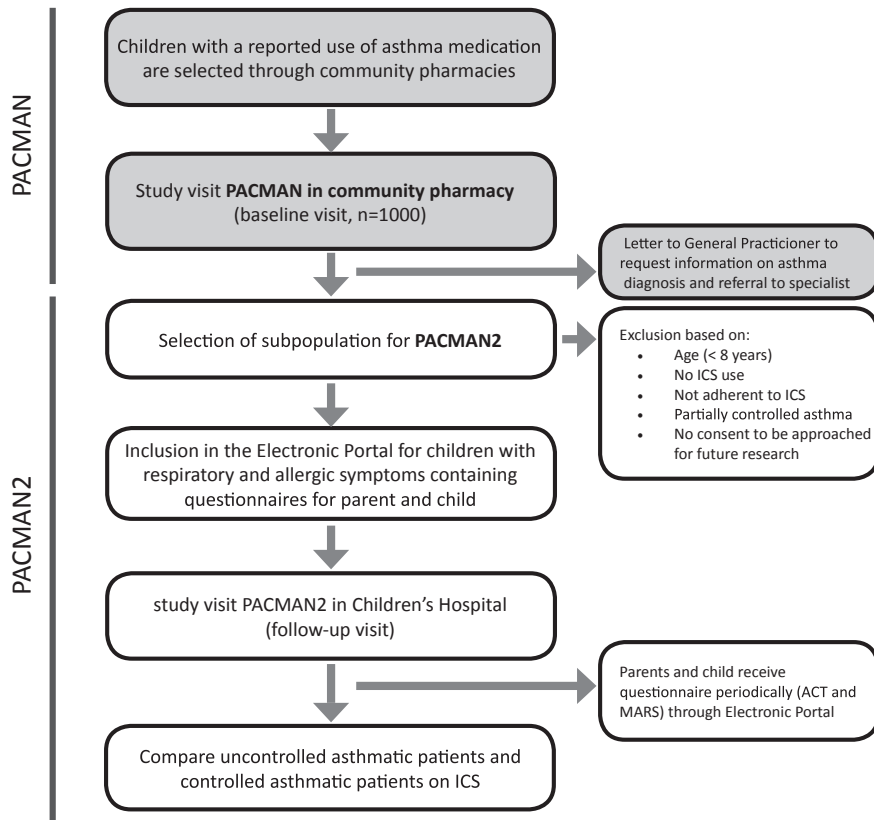 PACMAN
Children with a reported use of asthma medication
are selected through community pharmacies
Study visit PACMAN in community pharmacy
(baseline visit, n=1000)
Letter to General Practicioner to
request information on asthma
diagnosis and referral to specialist
PACMAN2
Selection of subpopulation for PACMAN2
Exclusion based on:
• Age (< 8 years)
• No ICS use
• Not adherent to ICS
• Partially controlled asthma
• No consent to be approached
for future research
Inclusion in the Electronic Portal for children with
respiratory and allergic symptoms containing
questionnaires for parent and child
study visit PACMAN2 in Children's Hospital
(follow-up visit)
Parents and child receive
questionnaire periodically (ACT and
MARS) through Electronic Portal
Compare uncontrolled asthmatic patients and
controlled asthmatic patients on ICS